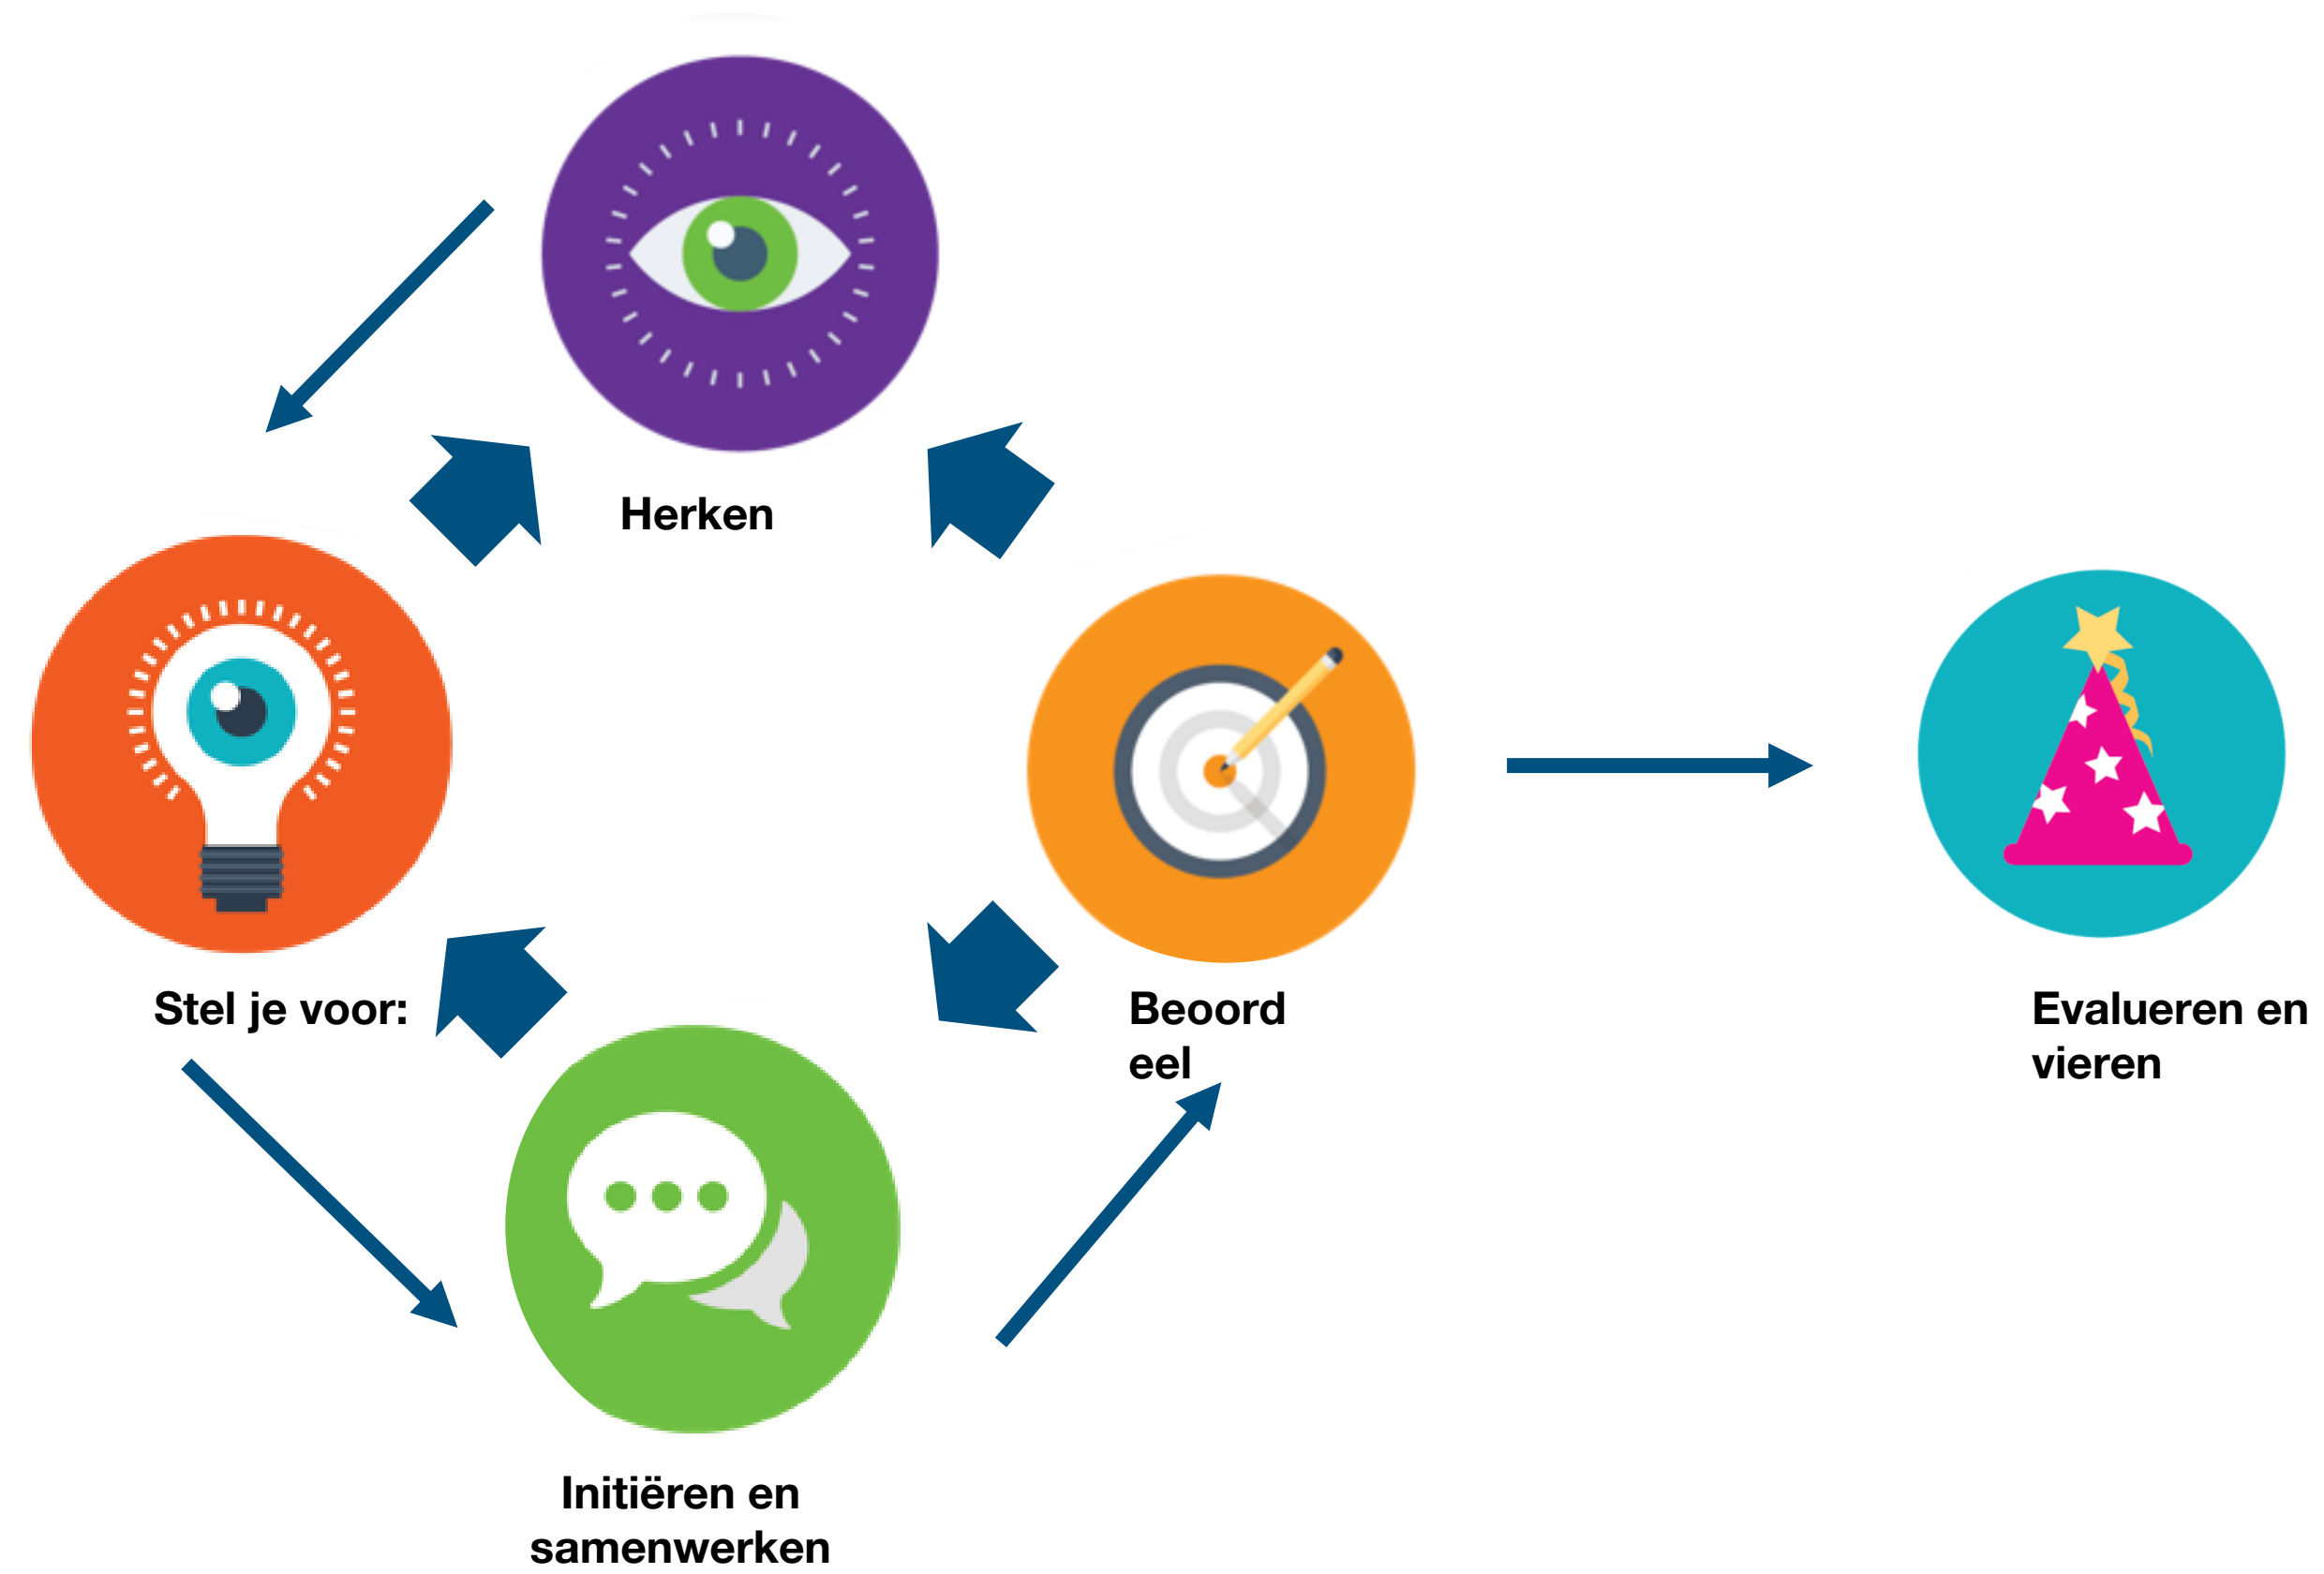 Herken
Stel je voor:
Beoord
eel
Evalueren en
vieren
Initiëren en
samenwerken